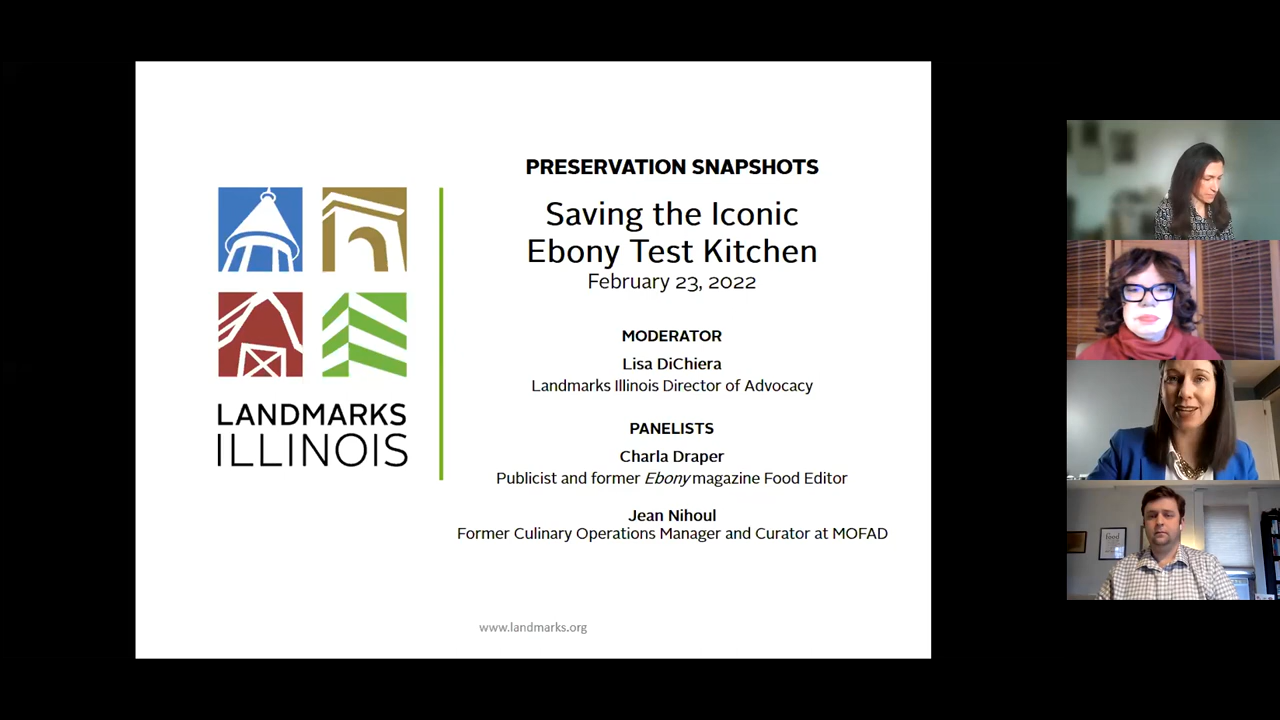 PRESERVATION SNAPSHOTS
Saving the Iconic
Ebony Test Kitchen
February 23, 2022
MODERATOR
Lisa DiChiera
Landmarks Illinois Director of Advocacy
PANELISTS
Charla Draper
Publicist and former Ebony magazine Food Editor
Jean Nihoul
Former Culinary Operations Manager and Curator at MOFAD
LANDMARKS
ILLINOIS
www.landmarks.org
food